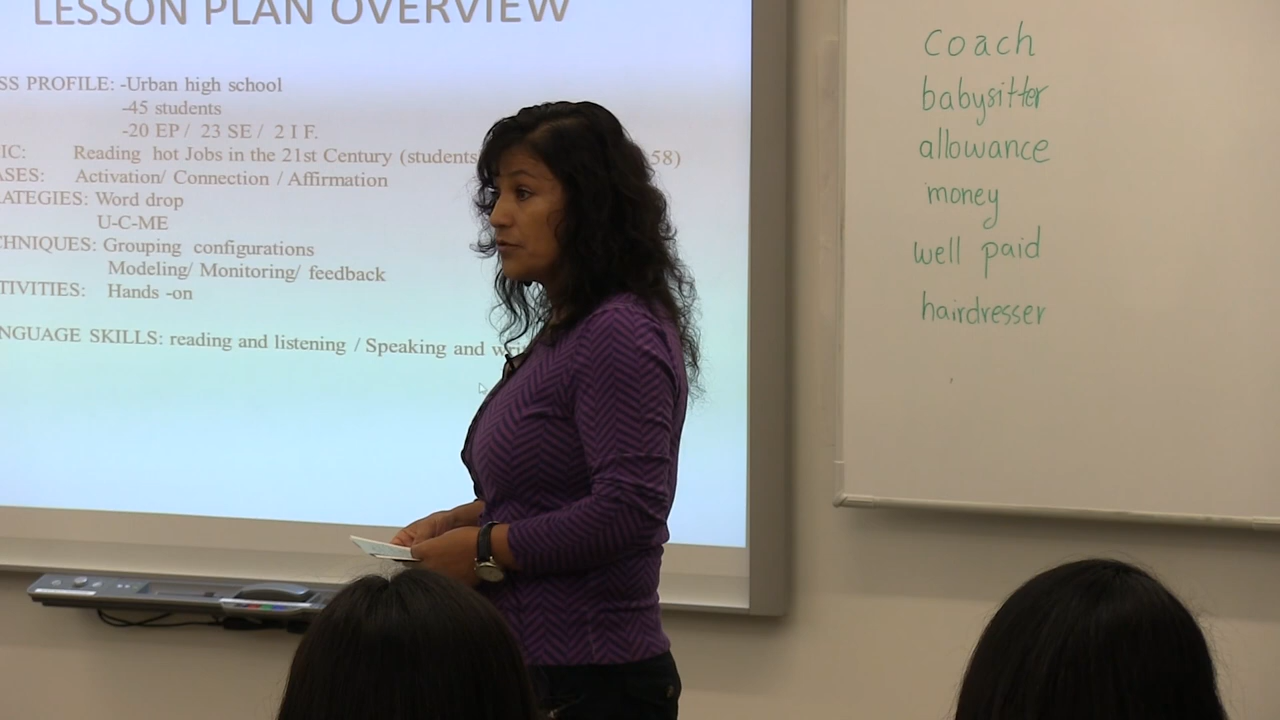 LESSON PLAN OVERVIEW
SS PROFILE: -Urban high school
-45 students
-20 EP / 23 SE / 2 I F.
IC: Reading hot Jobs in the 21st Century (students 58)
ASES: Activation/ Connection / Affirmation
ATEGIES: Word drop
U-C-ME
CHNIQUES: Grouping configurations
Modeling/ Monitoring/ feedback
TIVITIES: Hands -on
NGUAGE SKILLS: reading and listening / Speaking and wri
coach
babysitter
allowance
money
well paid
hairdresser